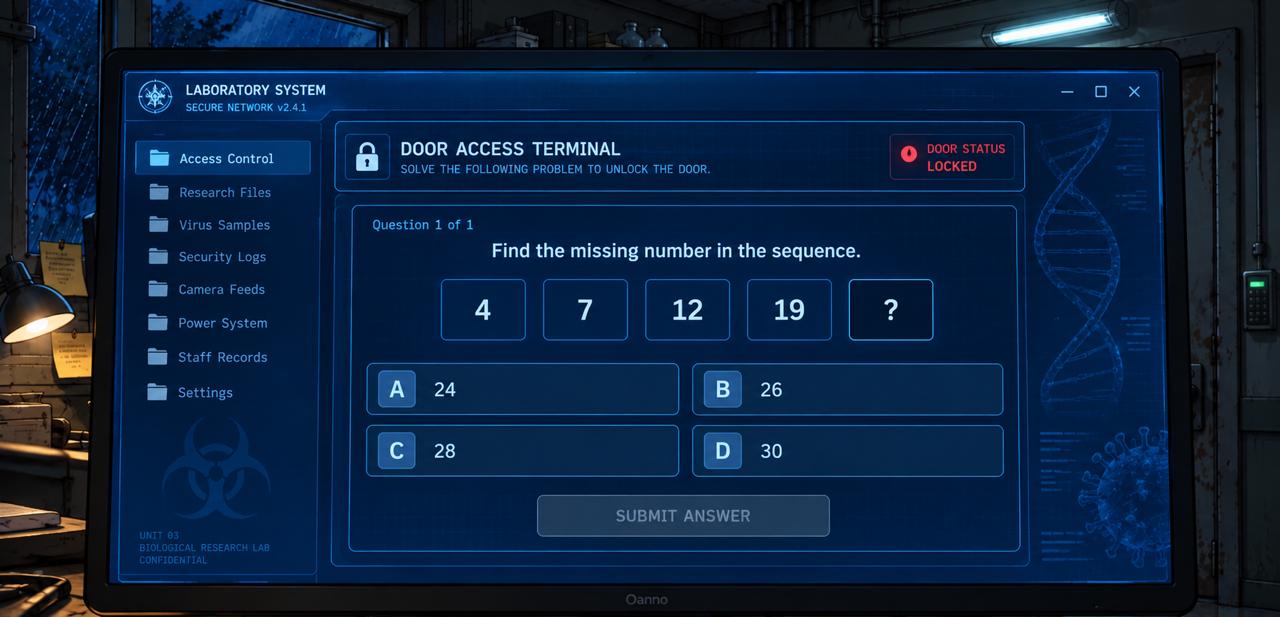 LABORATORY SYSTEM
SECURE NETWORK v2.4.1
Access Control
Research Files
Virus Samples
Security Logs
Camera Feeds
Power System
Staff Records
Settings
UNIT 03
BIOLOGICAL RESEARCH LAB
CONFIDENTIAL
DOOR ACCESS TERMINAL
SOLVE THE FOLLOWING PROBLEM TO UNLOCK THE DOOR.
DOOR STATUS
LOCKED
Question 1 of 1
Find the missing number in the sequence.
4 7 12 19 ?
A 24
B 26
C 28
D 30
SUBMIT ANSWER
Oanno